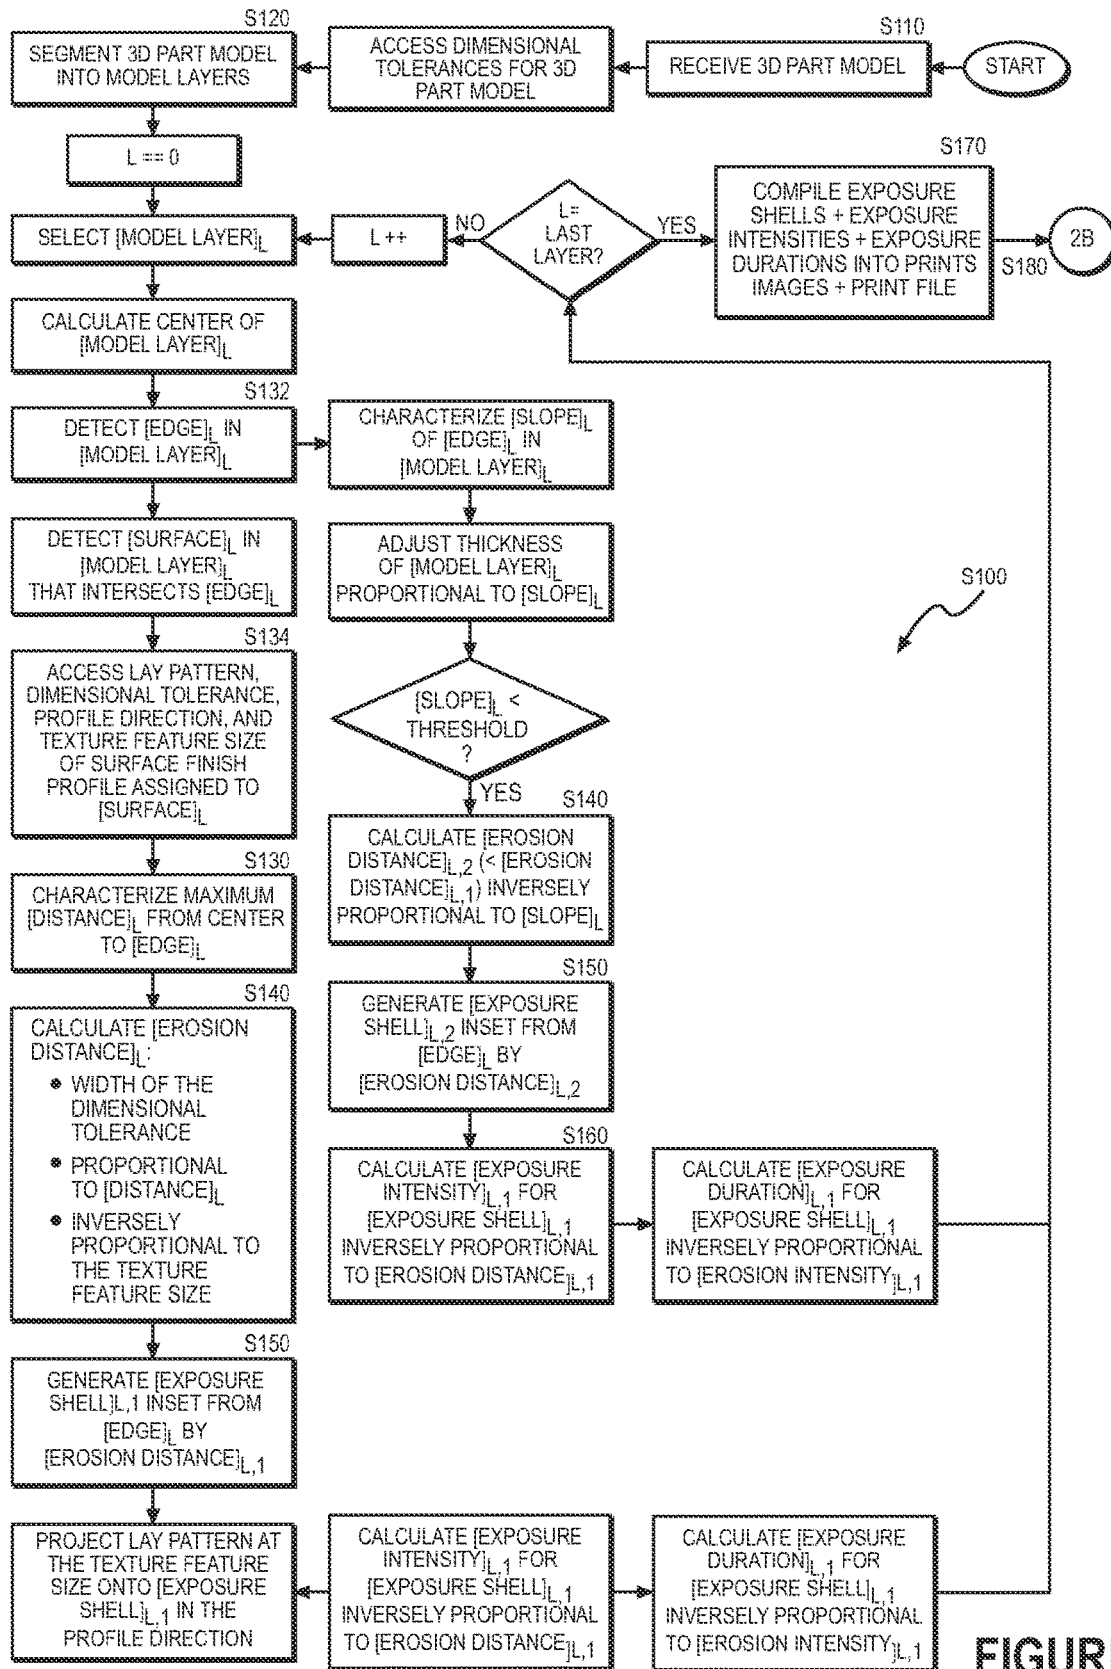 START
S110
RECEIVE 3D PART MODEL
ACCESS DIMENSIONAL
TOLERANCES FOR 3D
PART MODEL
S120
SEGMENT 3D PART MODEL
INTO MODEL LAYERS
L == 0
SELECT [MODEL LAYER]L
L ++
NO
L=
LAST
LAYER?
YES
S170
COMPILE EXPOSURE
SHELLS + EXPOSURE
INTENSITIES + EXPOSURE
DURATIONS INTO PRINTS
IMAGES + PRINT FILE
S180
2B
CALCULATE CENTER OF
[MODEL LAYER]L
S132
DETECT [EDGE]L IN
[MODEL LAYER]L
DETECT [SURFACE]L IN
[MODEL LAYER]L
THAT INTERSECTS [EDGE]L
S134
ACCESS LAY PATTERN,
DIMENSIONAL TOLERANCE,
PROFILE DIRECTION, AND
TEXTURE FEATURE SIZE
OF SURFACE FINISH
PROFILE ASSIGNED TO
[SURFACE]L
S130
CHARACTERIZE MAXIMUM
[DISTANCE]L FROM CENTER
TO [EDGE]L
S140
CALCULATE [EROSION
DISTANCE]L:
• WIDTH OF THE
DIMENSIONAL
TOLERANCE
• PROPORTIONAL
TO [DISTANCE]L
• INVERSELY
PROPORTIONAL TO
THE TEXTURE
FEATURE SIZE
S150
GENERATE [EXPOSURE
SHELL]L,1 INSET FROM
[EDGE]L BY
[EROSION DISTANCE]L,1
PROJECT LAY PATTERN AT
THE TEXTURE FEATURE
SIZE ONTO [EXPOSURE
SHELL]L,1 IN THE
PROFILE DIRECTION
CHARACTERIZE [SLOPE]L
OF [EDGE]L IN
[MODEL LAYER]L
ADJUST THICKNESS
OF [MODEL LAYER]L
PROPORTIONAL TO [SLOPE]L
[SLOPE]L <
THRESHOLD
?
YES
S140
CALCULATE [EROSION
DISTANCE]L,2 (< [EROSION
DISTANCE]L,1) INVERSELY
PROPORTIONAL TO [SLOPE]L
S150
GENERATE [EXPOSURE
SHELL]L,2 INSET FROM
[EDGE]L BY
[EROSION DISTANCE]L,2
S160
CALCULATE [EXPOSURE
INTENSITY]L,1 FOR
[EXPOSURE SHELL]L,1
INVERSELY PROPORTIONAL
TO [EROSION DISTANCE]L,1
CALCULATE [EXPOSURE
DURATION]L,1 FOR
[EXPOSURE SHELL]L,1
INVERSELY PROPORTIONAL
TO [EROSION INTENSITY]L,1
CALCULATE [EXPOSURE
INTENSITY]L,1 FOR
[EXPOSURE SHELL]L,1
INVERSELY PROPORTIONAL
TO [EROSION DISTANCE]L,1
CALCULATE [EXPOSURE
DURATION]L,1 FOR
[EXPOSURE SHELL]L,1
INVERSELY PROPORTIONAL
TO [EROSION INTENSITY]L,1
S100
FIGURE